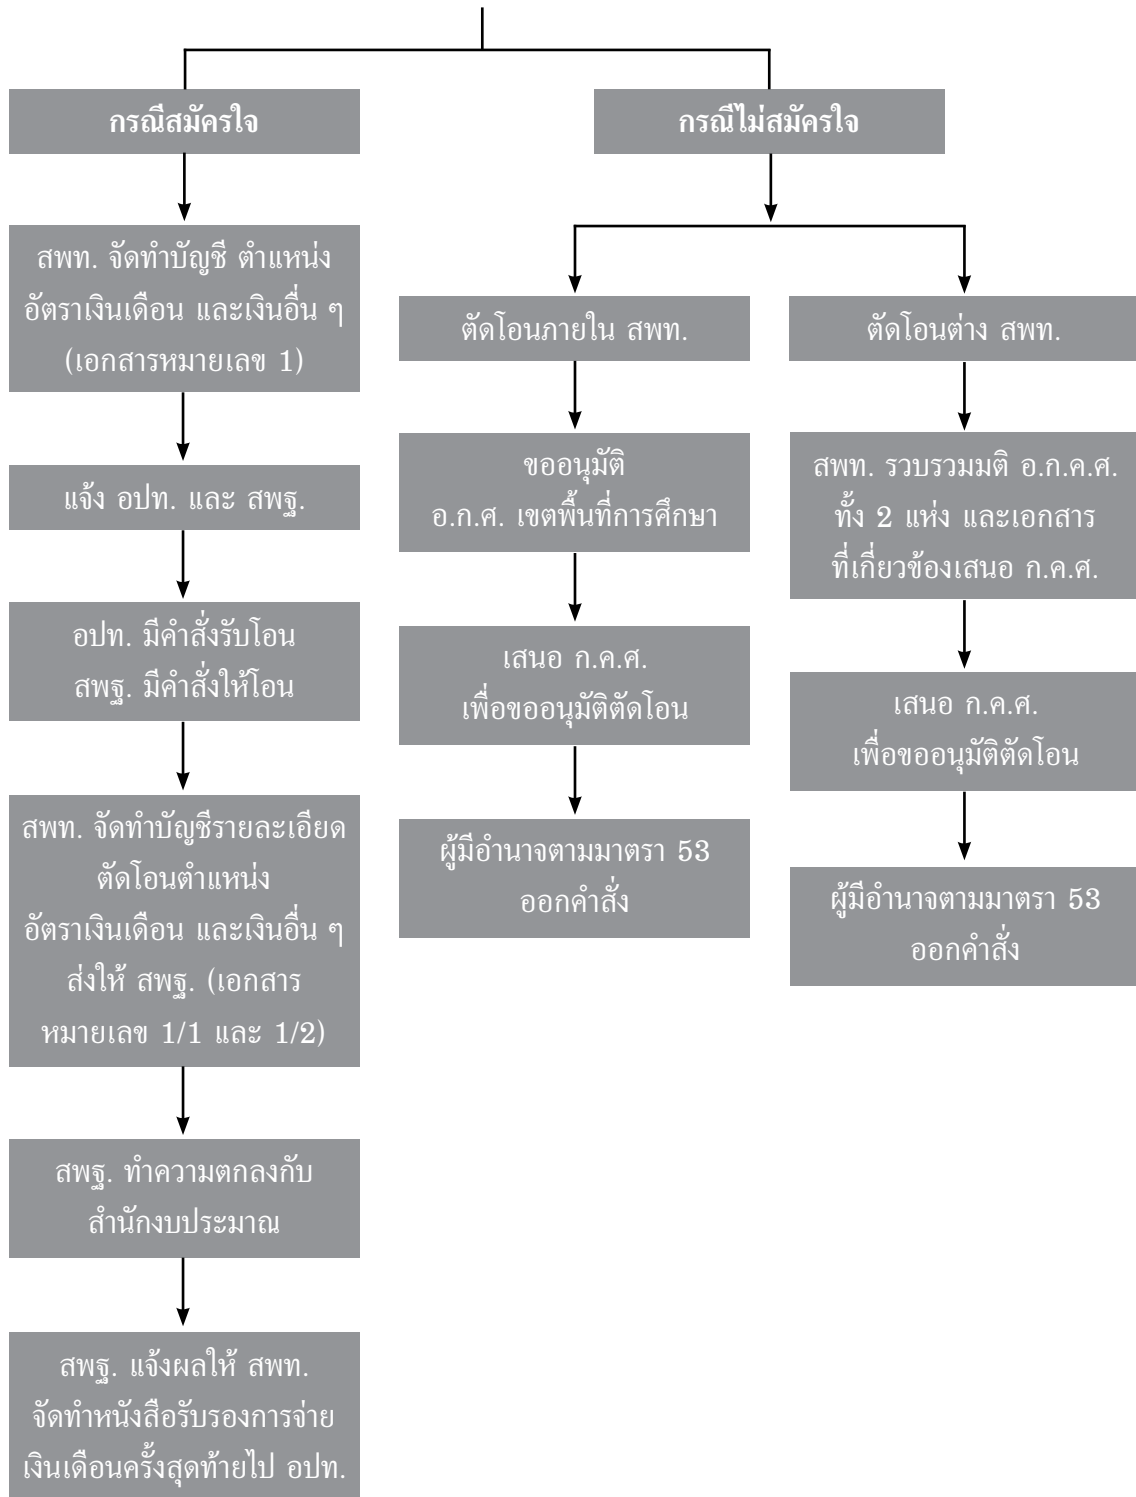 กรณีสมัครใจ
สพท. จัดทำบัญชี ตำแหน่ง
อัตราเงินเดือน และเงินอื่น ๆ
(เอกสารหมายเลข 1)
แจ้ง อปท. และ สพฐ.
อปท. มีคำสั่งรับโอน
สพฐ. มีคำสั่งให้โอน
สพท. จัดทำบัญชีรายละเอียด
ตัดโอนตำแหน่ง
อัตราเงินเดือน และเงินอื่น ๆ
ส่งให้ สพฐ. (เอกสาร
หมายเลข 1/1 และ 1/2)
สพฐ. ทำความตกลงกับ
สำนักงบประมาณ
สพฐ. แจ้งผลให้ สพท.
จัดทำหนังสือรับรองการจ่าย
เงินเดือนครั้งสุดท้ายไป อปท.
กรณีไม่สมัครใจ
ตัดโอนภายใน สพท.
ขออนุมัติ
อ.ก.ศ. เขตพื้นที่การศึกษา
เสนอ ก.ค.ศ.
เพื่อขออนุมัติตัดโอน
ผู้มีอำนาจตามมาตรา 53
ออกคำสั่ง
ตัดโอนต่าง สพท.
สพท. รวบรวมมติ อ.ก.ค.ศ.
ทั้ง 2 แห่ง และเอกสาร
ที่เกี่ยวข้องเสนอ ก.ค.ศ.
เสนอ ก.ค.ศ.
เพื่อขออนุมัติตัดโอน
ผู้มีอำนาจตามมาตรา 53
ออกคำสั่ง